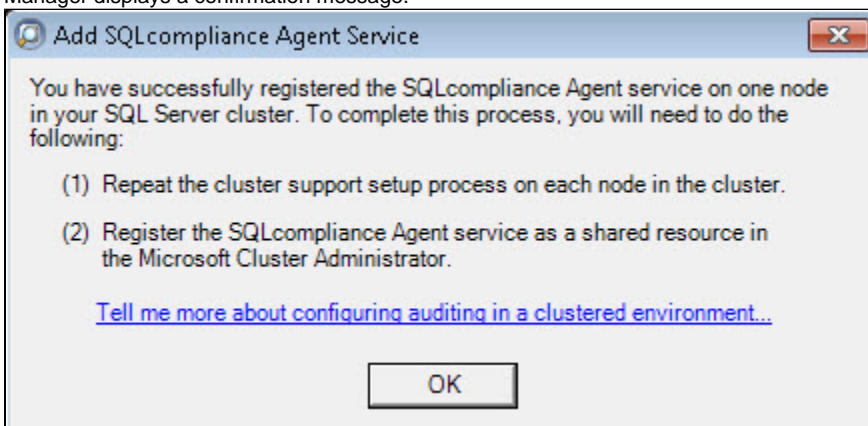 Manager displays a confirmation message.
Add SQLcompliance Agent Service
You have successfully registered the SQLcompliance Agent service on one node
in your SQL Server cluster. To complete this process, you will need to do the
following:
(1) Repeat the cluster support setup process on each node in the cluster.
(2) Register the SQLcompliance Agent service as a shared resource in
the Microsoft Cluster Administrator.
Tell me more about configuring auditing in a clustered environment...
OK